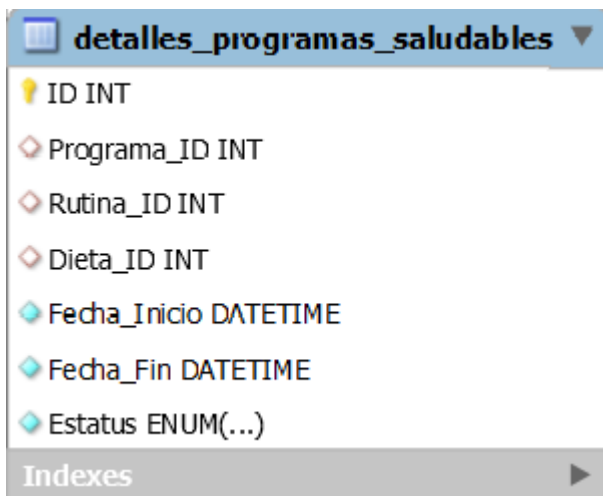 detalles_programas_saludables
ID INT
Programa_ID INT
Rutina_ID INT
Dieta_ID INT
Fecha_Inicio DATETIME
Fecha_Fin DATETIME
Estatus ENUM(...)
Indexes